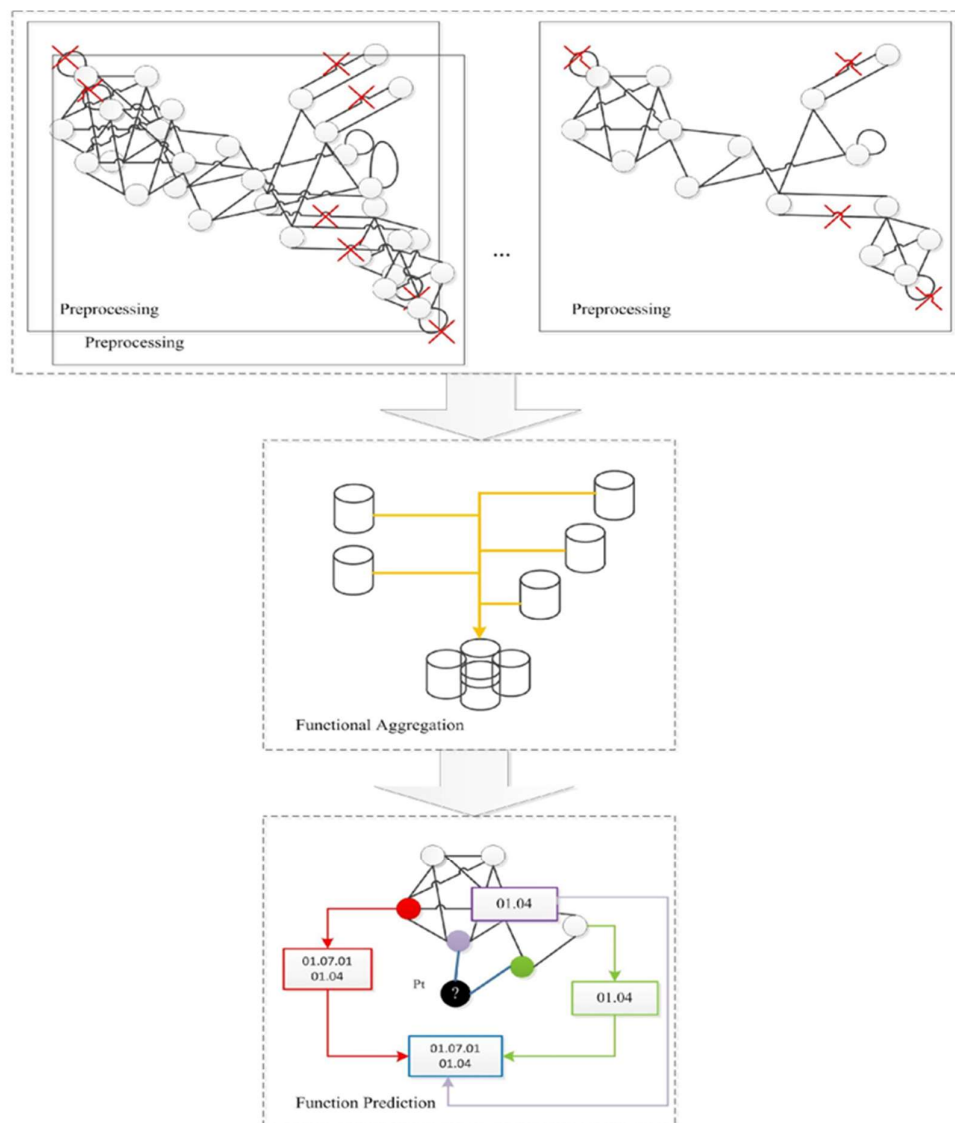 Preprocessing
Preprocessing
...
Preprocessing
Functional Aggregation
01.04
01.07.01
01.04
Pt
?
01.04
01.07.01
01.04
Function Prediction